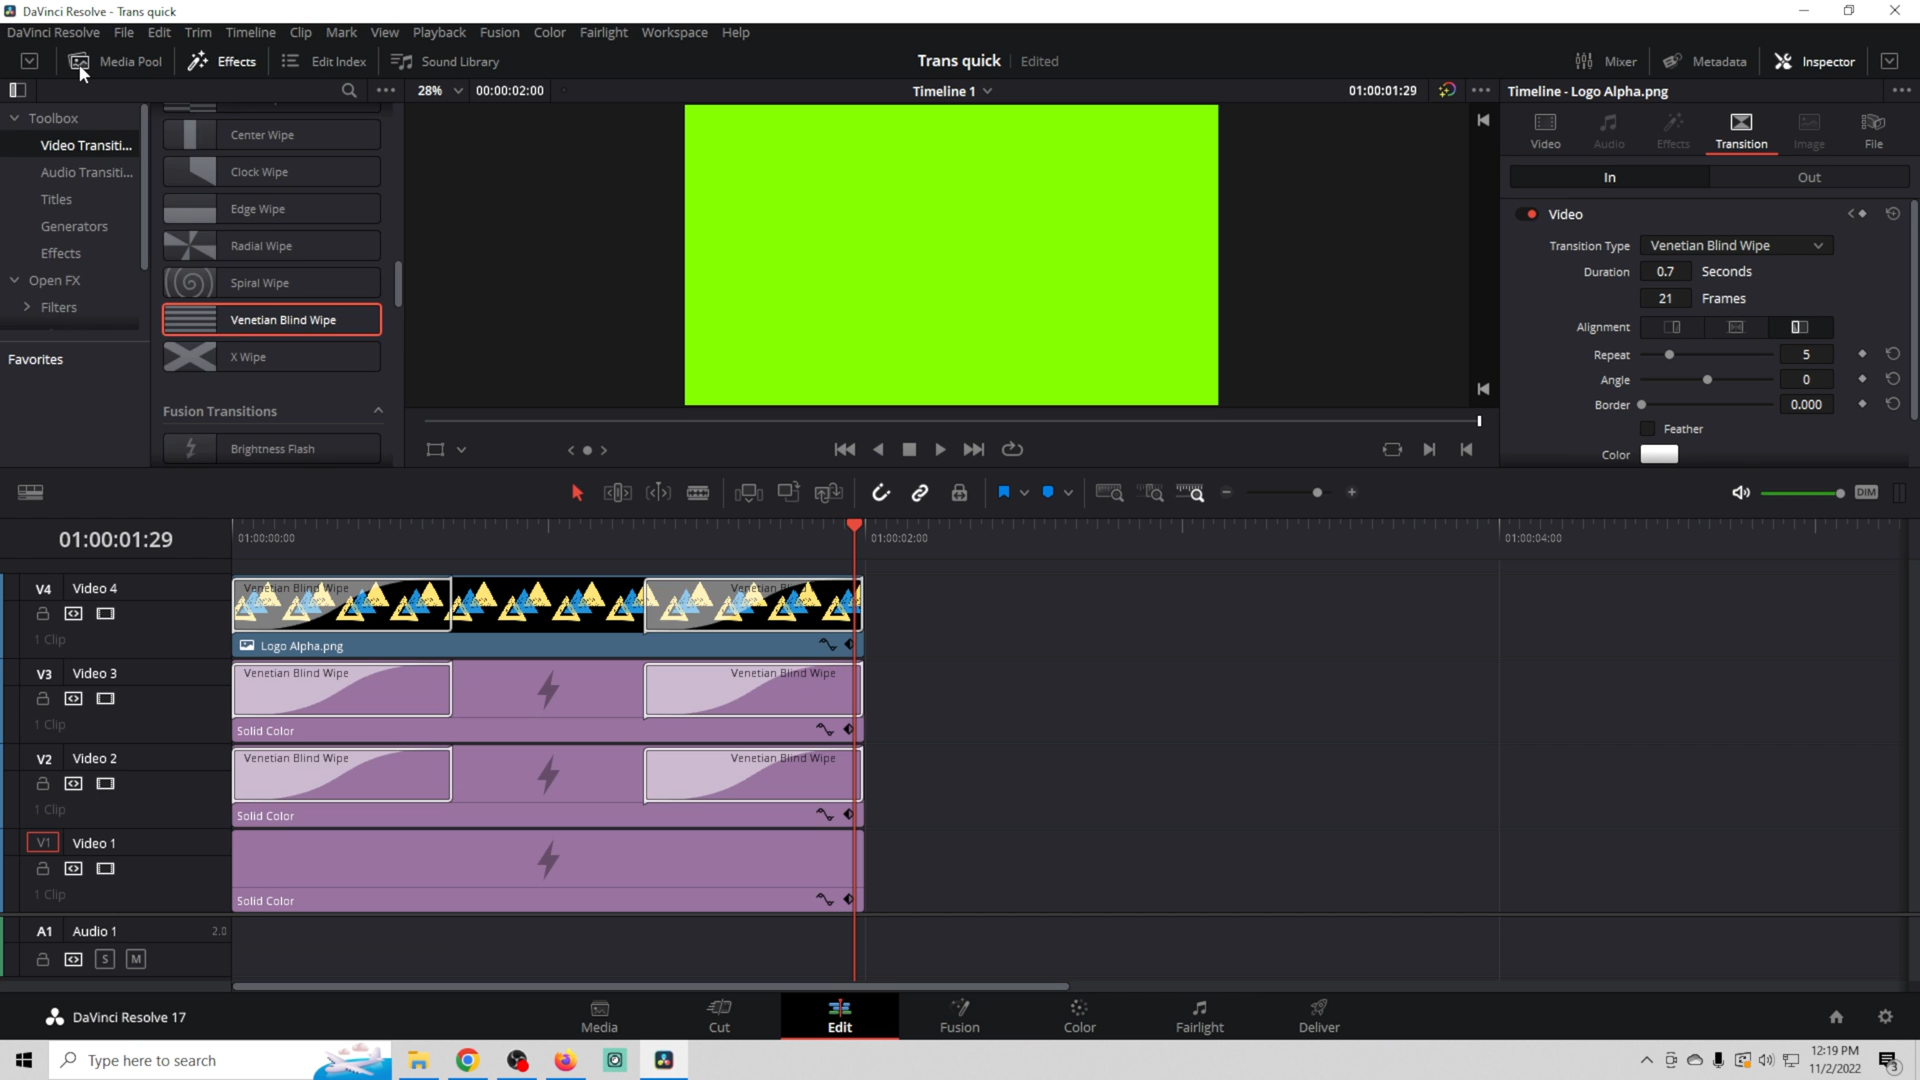 DaVinci Resolve - Trans quick
DaVinci Resolve File Edit Trim Timeline Clip Mark View Playback Fusion Color Fairlight Workspace Help
Media Pool Effects Edit Index Sound Library Trans quick Edited Mixer Metadata Inspector
28% 00:00:02:00 Timeline 1 01:00:01:29 Timeline - Logo Alpha.png
Toolbox
Video Transiti...
Audio Transiti...
Titles
Generators
Effects
Open FX
Filters
Favorites
Center Wipe
Clock Wipe
Edge Wipe
Radial Wipe
Spiral Wipe
Venetian Blind Wipe
X Wipe
Fusion Transitions
Brightness Flash
Video Audio Effects Transition Image File
In Out
Video
Transition Type Venetian Blind Wipe
Duration 0.7 Seconds
21 Frames
Alignment
Repeat 5
Angle 0
Border 0.000
Feather
Color
DIM
01:00:01:29 01:00:00:00 01:00:02:00 01:00:04:00
V4 Video 4
1 Clip
Venetian Blind Wipe
Logo Alpha.png
V3 Video 3
1 Clip
Venetian Blind Wipe Venetian Blind Wipe
Solid Color
V2 Video 2
1 Clip
Venetian Blind Wipe Venetian Blind Wipe
Solid Color
V1 Video 1
1 Clip
Solid Color
A1 Audio 1 2.0
S M
DaVinci Resolve 17 Media Cut Edit Fusion Color Fairlight Deliver
Type here to search
12:19 PM
11/2/2022
3